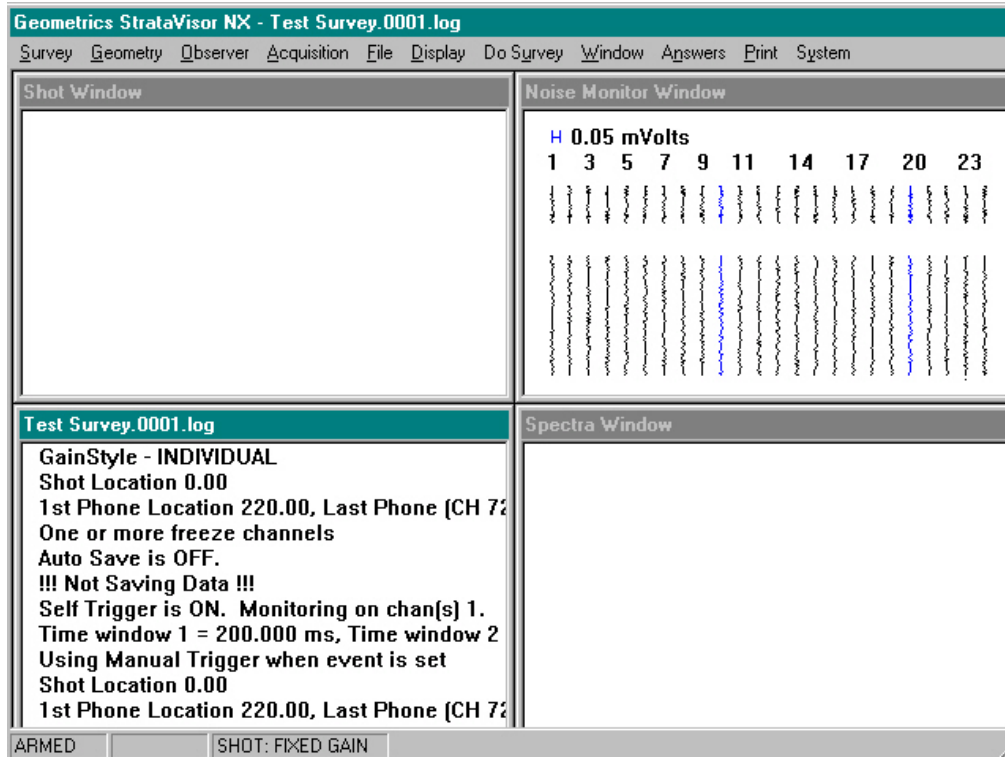 Geometrics StrataVisor NX - Test Survey.0001.log
Survey Geometry Observer Acquisition File Display Do Survey Window Answers Print System
Shot Window
Noise Monitor Window
H 0.05 mVolts
1 3 5 7 9 11 14 17 20 23
Test Survey.0001.log
GainStyle - INDIVIDUAL
Shot Location 0.00
1st Phone Location 220.00, Last Phone (CH 72
One or more freeze channels
Auto Save is OFF.
!!! Not Saving Data !!!
Self Trigger is ON. Monitoring on chan(s) 1.
Time window 1 = 200.000 ms, Time window 2
Using Manual Trigger when event is set
Shot Location 0.00
1st Phone Location 220.00, Last Phone (CH 72
Spectra Window
ARMED
SHOT: FIXED GAIN